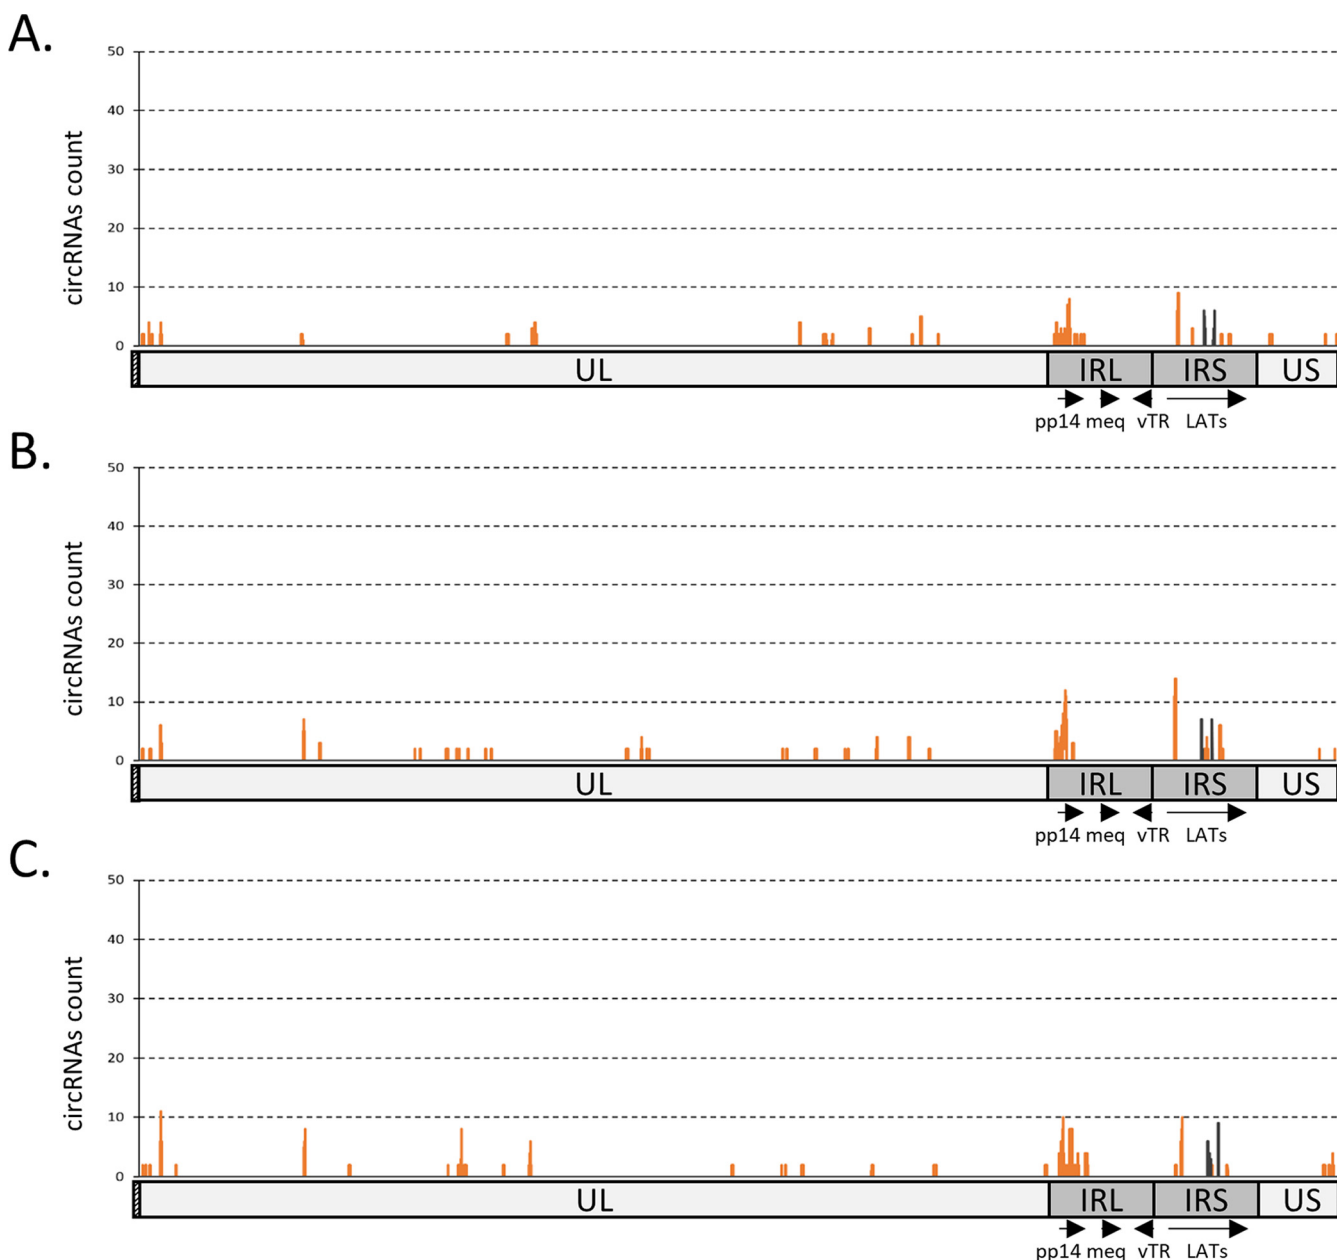 A.
circRNAs count
50
40
30
20
10
0
UL IRL IRS US
pp14 meq vTR LATs
B.
circRNAs count
50
40
30
20
10
0
UL IRL IRS US
pp14 meq vTR LATs
C.
circRNAs count
50
40
30
20
10
0
UL IRL IRS US
pp14 meq vTR LATs